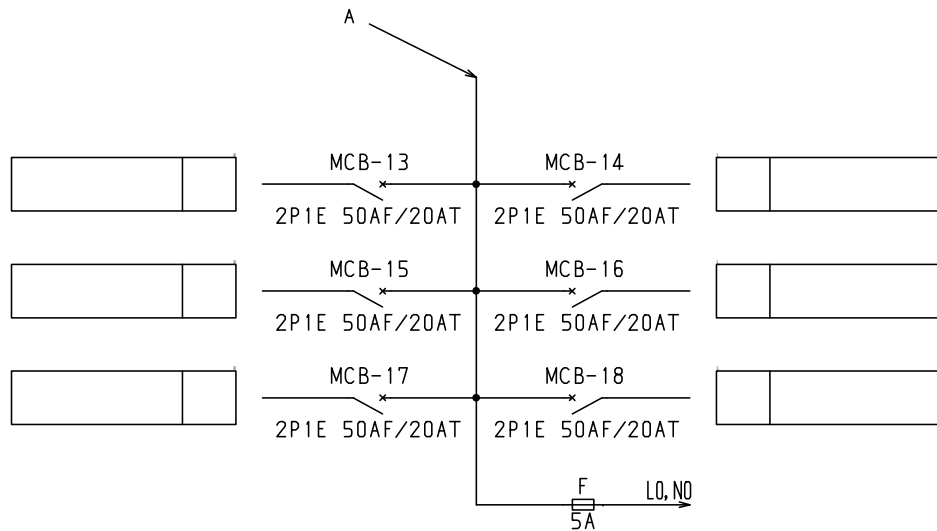 A
MCB-13
MCB-14
2P1E 50AF/20AT
2P1E 50AF/20AT
MCB-15
MCB-16
2P1E 50AF/20AT
2P1E 50AF/20AT
MCB-17
MCB-18
2P1E 50AF/20AT
2P1E 50AF/20AT
F
L0,N0
5A